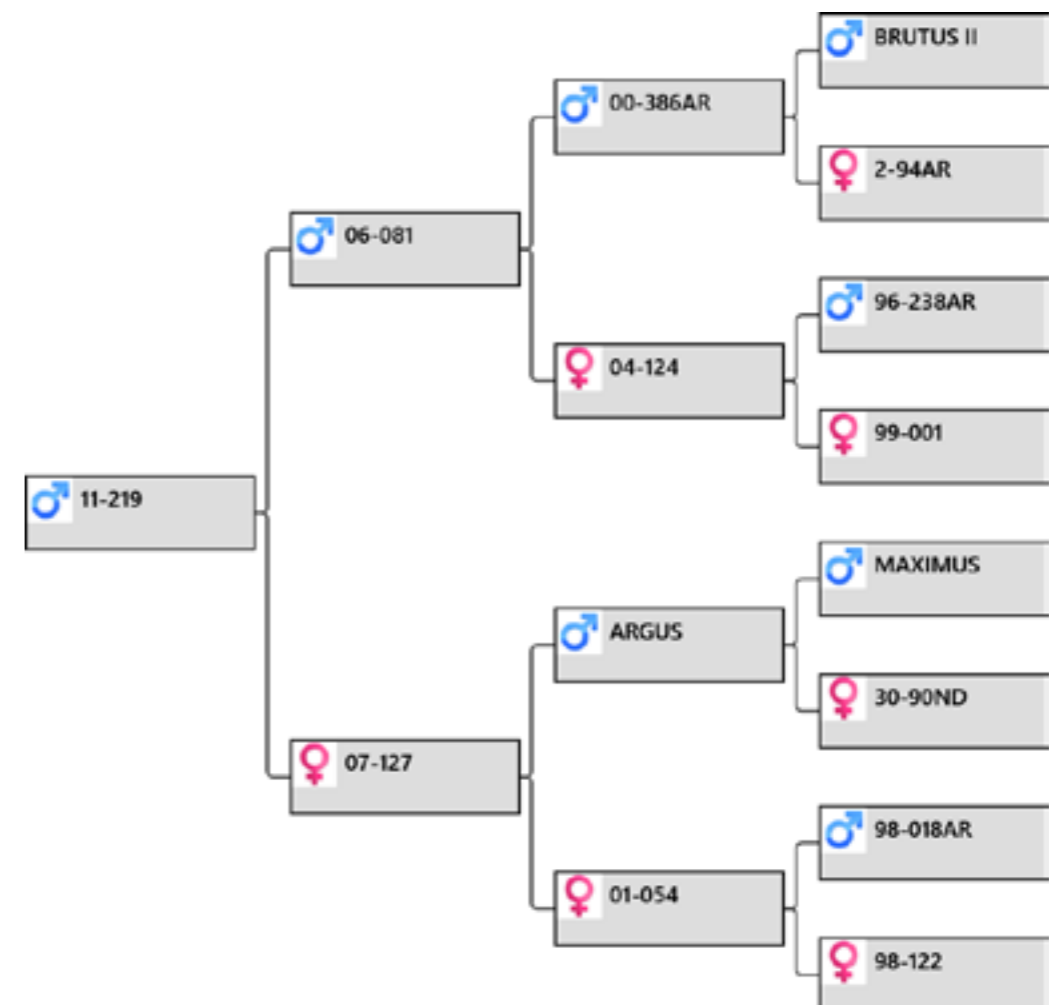 BRUTUS II
00-386AR
2-94AR
06-081
96-238AR
04-124
99-001
11-219
MAXIMUS
ARGUS
30-90ND
07-127
98-018AR
01-054
98-122